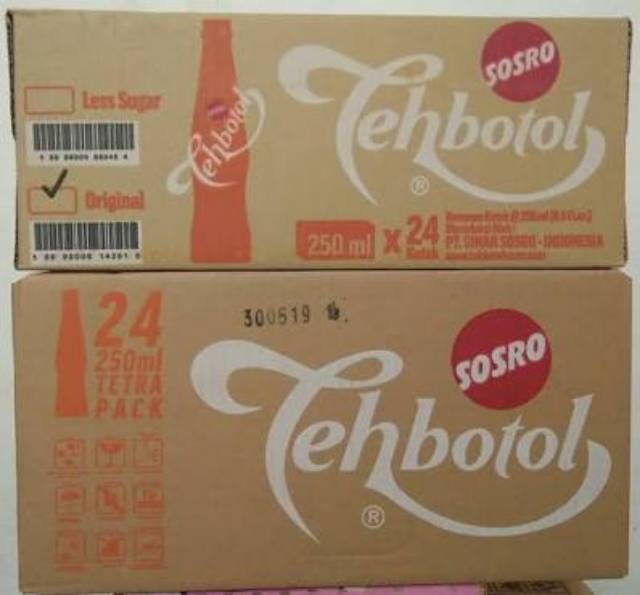 Less Sugar
Original
Tehbotol
SOSRO
Tehbotol
®
250 ml x 24
Kotak
PT. SINAR SOSRO - INDONESIA
24
250ml
TETRA
PACK
300619
SOSRO
Tehbotol
®